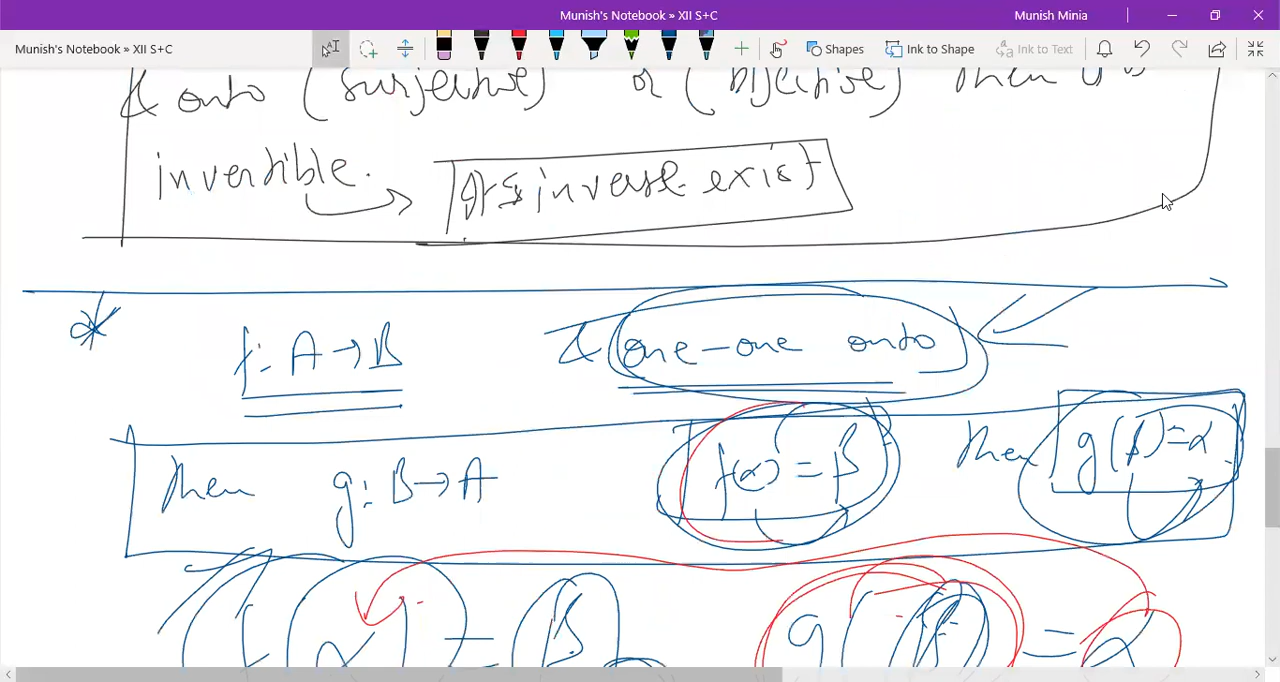 Munish's Notebook » XII S+C
Munish Minia
Munish's Notebook » XII S+C
Shapes
Ink to Shape
Ink to Text
& onto (surjective) or (bijective) then it is
invertible. → its inverse exist
* f: A→B & one-one onto
Then g: B→A f(α) = β Then g(β)=α
f(α) = β g(β) = α